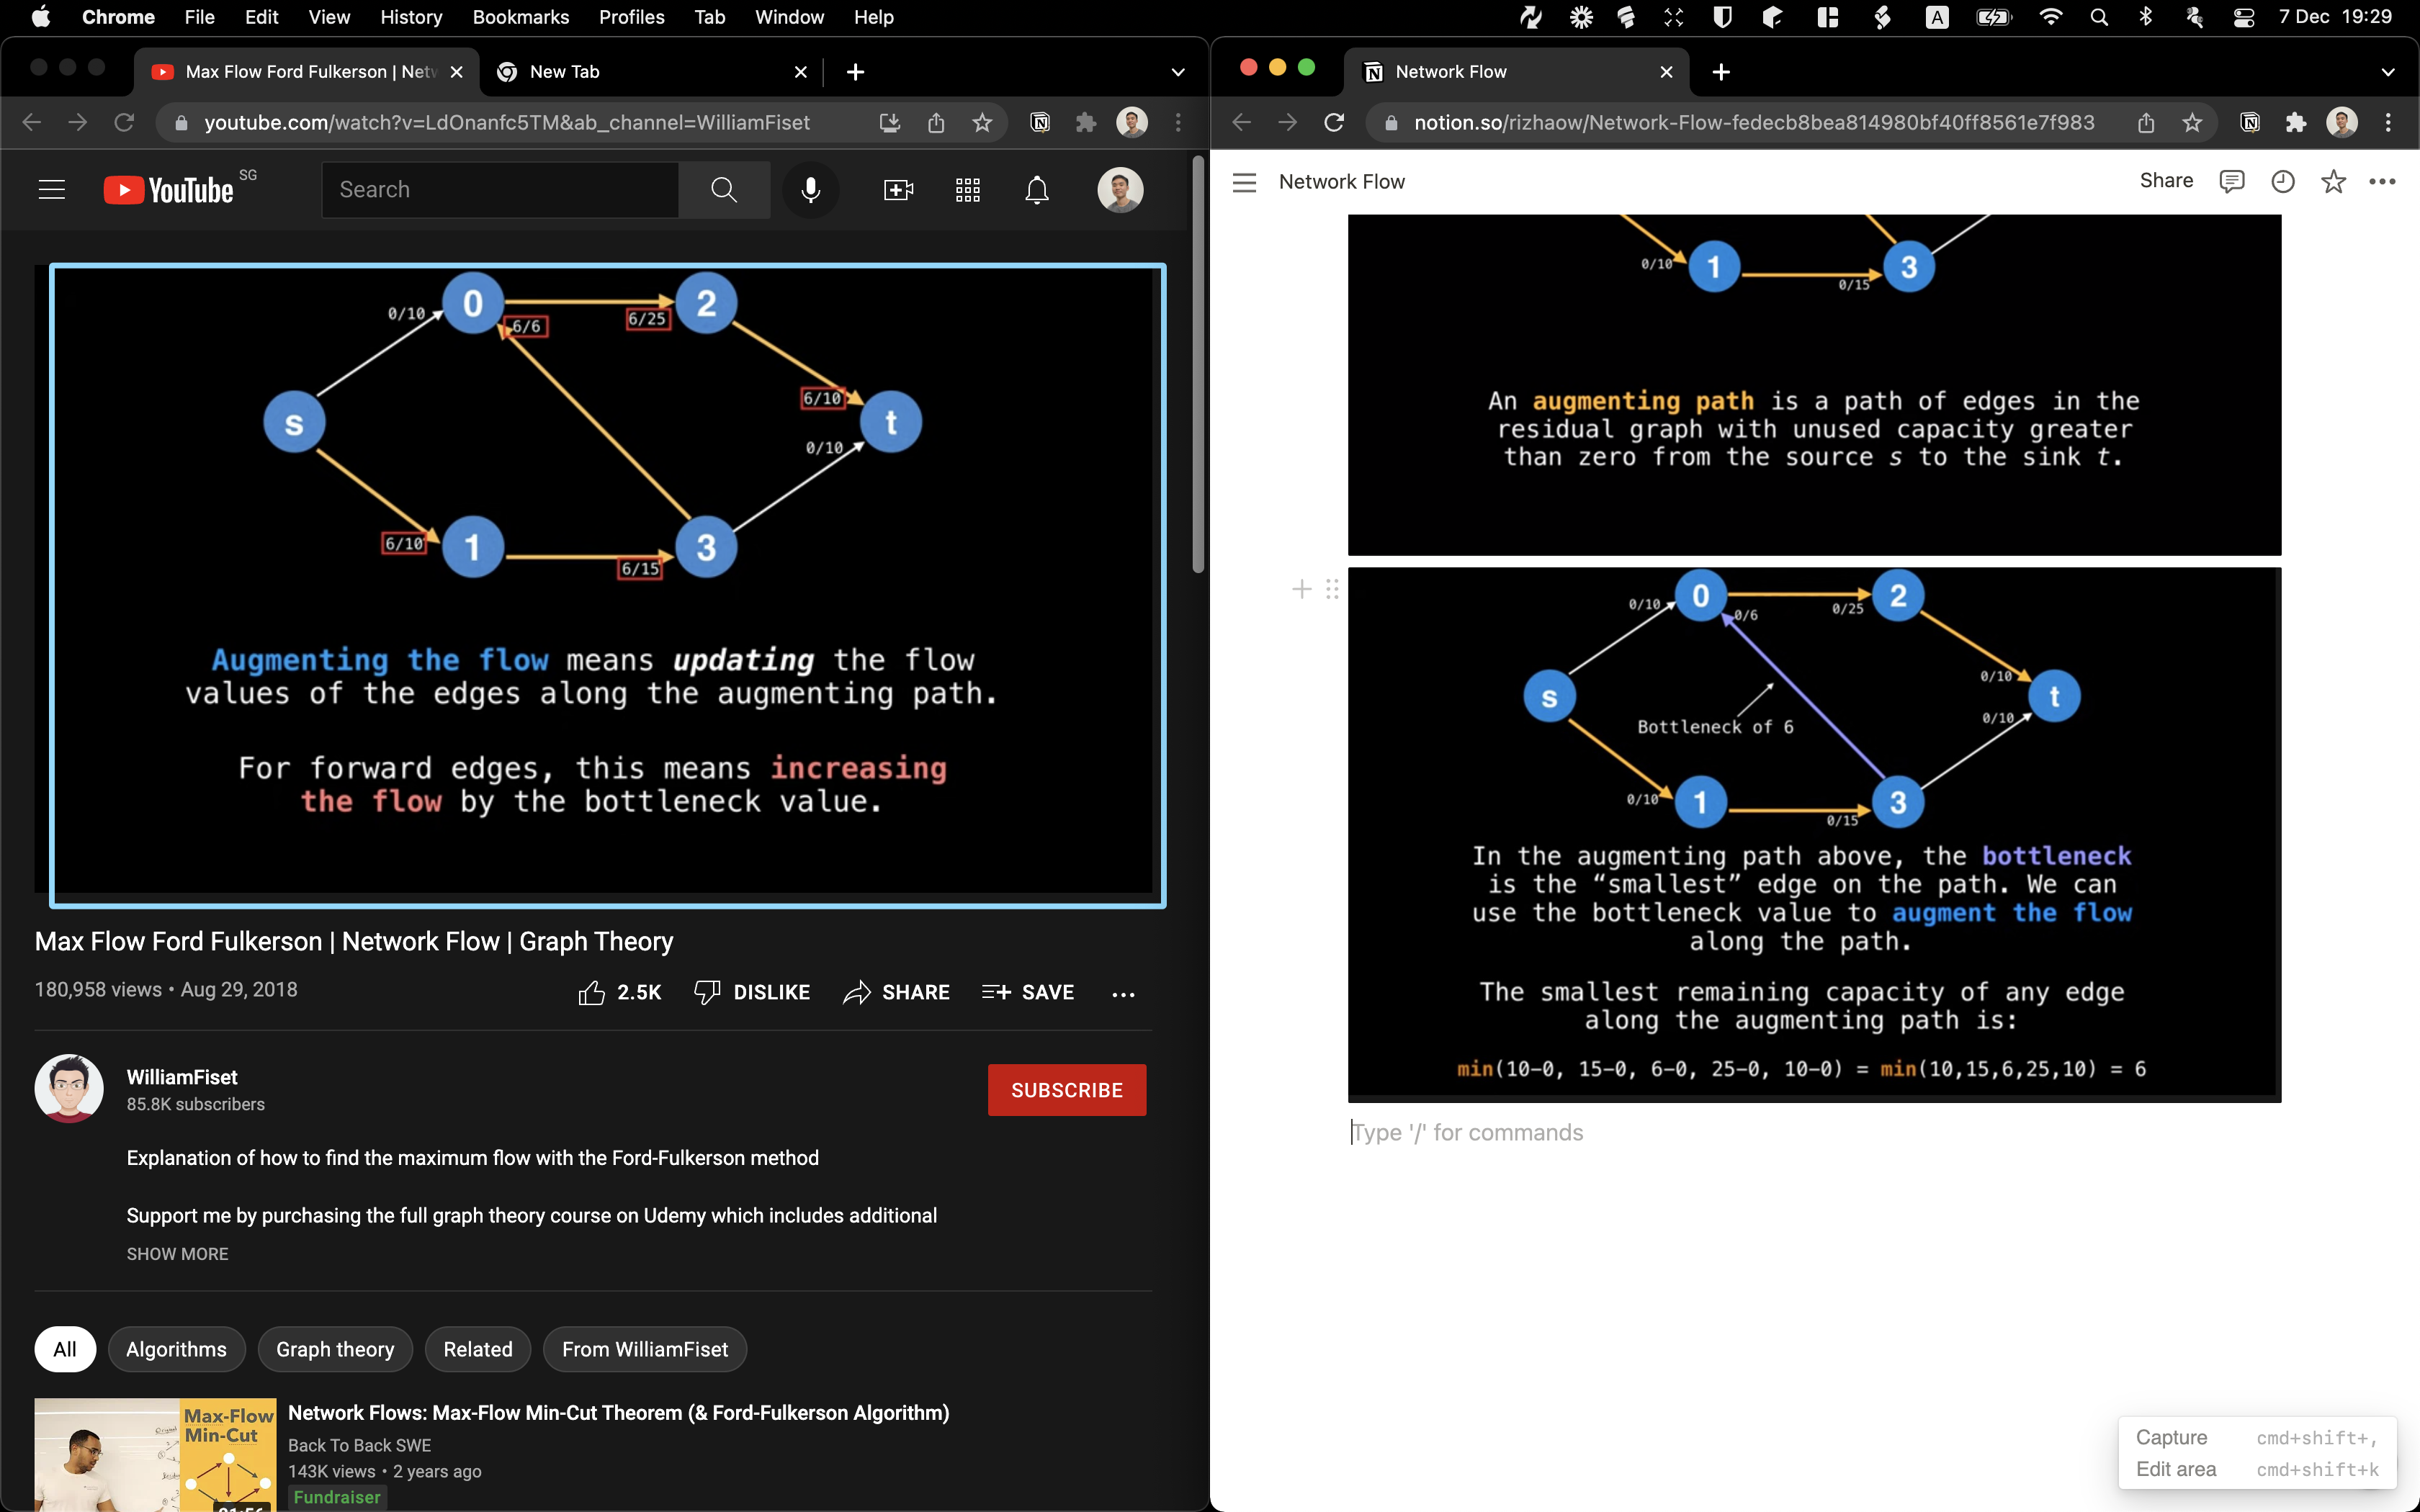 Chrome File Edit View History Bookmarks Profiles Tab Window Help
A
7 Dec 19:29
Max Flow Ford Fulkerson | Netw
New Tab
youtube.com/watch?v=LdOnanfc5TM&ab_channel=WilliamFiset
YouTube SG
Search
0/10
0
6/6
6/25
2
s
6/10
t
0/10
6/10
1
6/15
3
Augmenting the flow means updating the flow
values of the edges along the augmenting path.
For forward edges, this means increasing
the flow by the bottleneck value.
Max Flow Ford Fulkerson | Network Flow | Graph Theory
180,958 views • Aug 29, 2018
2.5K DISLIKE SHARE SAVE ...
WilliamFiset
85.8K subscribers
SUBSCRIBE
Explanation of how to find the maximum flow with the Ford-Fulkerson method
Support me by purchasing the full graph theory course on Udemy which includes additional
SHOW MORE
All Algorithms Graph theory Related From WilliamFiset
Max-Flow
Min-Cut
Network Flows: Max-Flow Min-Cut Theorem (& Ford-Fulkerson Algorithm)
Back To Back SWE
143K views • 2 years ago
Fundraiser
Network Flow
notion.so/rizhaow/Network-Flow-fedecb8bea814980bf40ff8561e7f983
Network Flow
Share
0/10
1
0/15
3
An augmenting path is a path of edges in the
residual graph with unused capacity greater
than zero from the source s to the sink t.
0/10
0
0/6
0/25
2
s
0/10
t
Bottleneck of 6
0/10
0/10
1
0/15
3
In the augmenting path above, the bottleneck
is the “smallest” edge on the path. We can
use the bottleneck value to augment the flow
along the path.
The smallest remaining capacity of any edge
along the augmenting path is:
min(10-0, 15-0, 6-0, 25-0, 10-0) = min(10,15,6,25,10) = 6
Type '/' for commands
Capture cmd+shift+,
Edit area cmd+shift+k